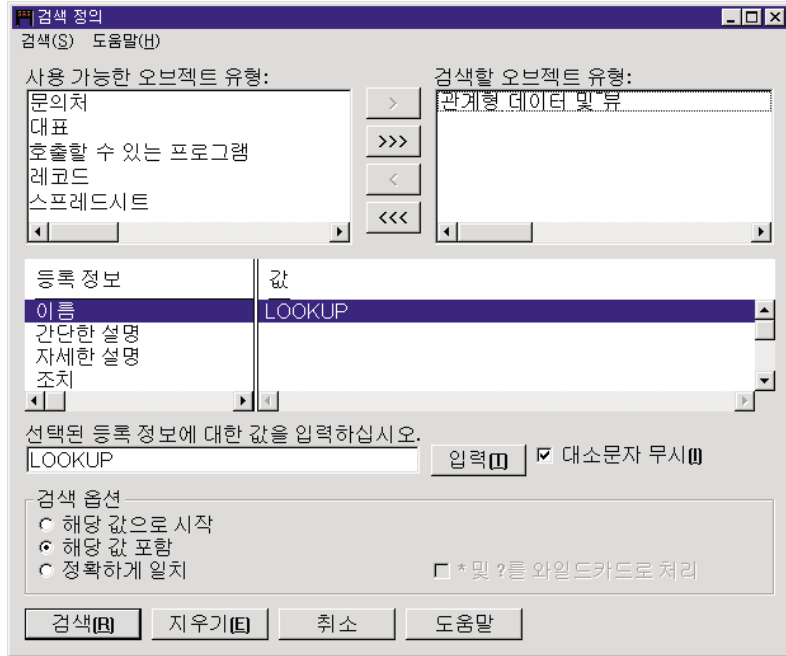 검색 정의
검색(S) 도움말(H)
사용 가능한 오브젝트 유형:
문의처
대표
호출할 수 있는 프로그램
레코드
스프레드시트
>
>>>
<
<<<
검색할 오브젝트 유형:
관계형 데이터 및 뷰
등록 정보 값
이름 LOOKUP
간단한 설명
자세한 설명
조치
선택된 등록 정보에 대한 값을 입력하십시오.
LOOKUP 입력(T) 대소문자 무시(I)
검색 옵션
해당 값으로 시작
해당 값 포함
정확하게 일치 * 및 ?를 와일드카드로 처리
검색(R) 지우기(E) 취소 도움말